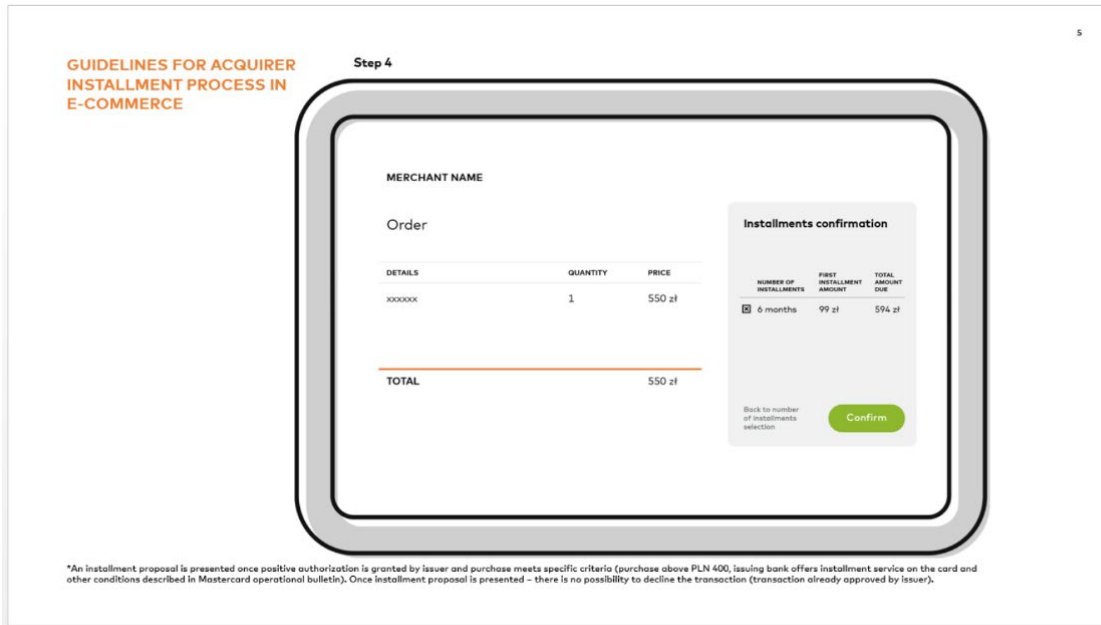 5
GUIDELINES FOR ACQUIRER
INSTALLMENT PROCESS IN
E-COMMERCE
Step 4
MERCHANT NAME
Order
DETAILS QUANTITY PRICE
xxxxxx 1 550 zł
TOTAL 550 zł
Installments confirmation
NUMBER OF
INSTALLMENTS
FIRST
INSTALLMENT
AMOUNT
TOTAL
AMOUNT
DUE
6 months 99 zł 594 zł
Back to number
of installments
selection
Confirm
*An installment proposal is presented once positive authorization is granted by issuer and purchase meets specific criteria (purchase above PLN 400, issuing bank offers installment service on the card and
other conditions described in Mastercard operational bulletin). Once installment proposal is presented – there is no possibility to decline the transaction (transaction already approved by issuer).